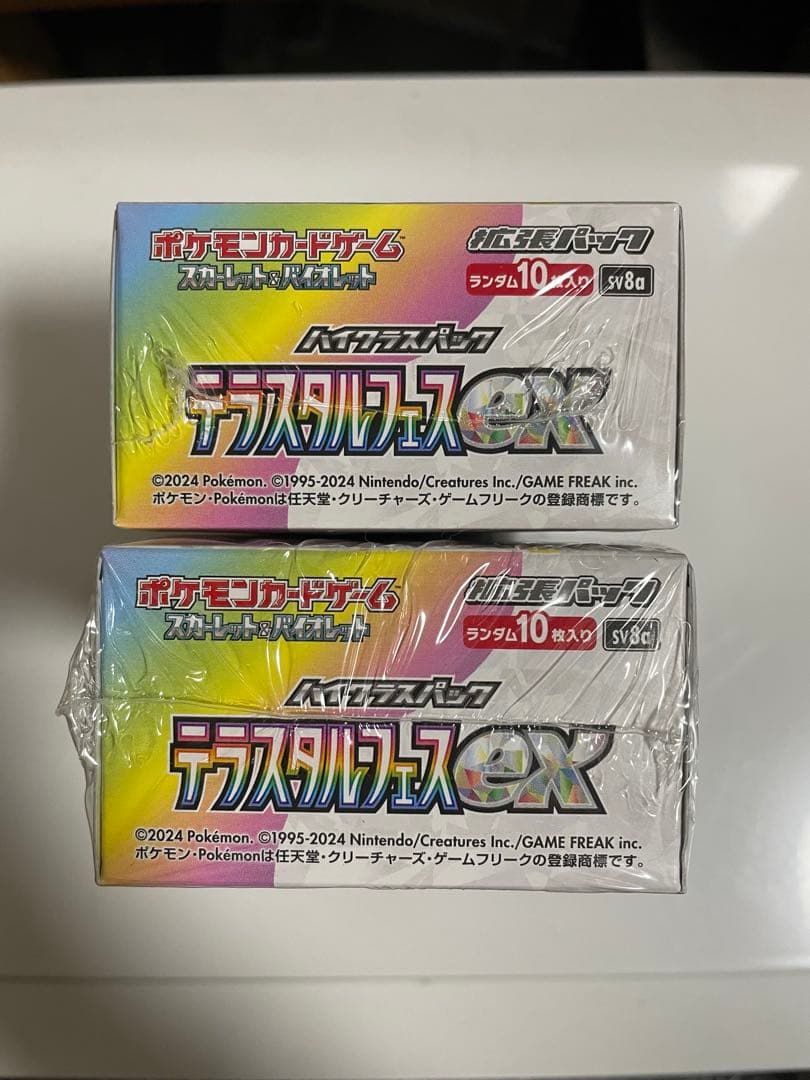 ポケモンカードゲーム™
拡張パック
スカーレット&バイオレット
ランダム10枚入り
sv8a
ハイクラスパック
テラスタルフェスex
©2024 Pokémon. ©1995-2024 Nintendo/Creatures Inc./GAME FREAK inc.
ポケモン・Pokémonは任天堂・クリーチャーズ・ゲームフリークの登録商標です。
ポケモンカードゲーム™
拡張パック
スカーレット&バイオレット
ランダム10枚入り
sv8a
ハイクラスパック
テラスタルフェスex
©2024 Pokémon. ©1995-2024 Nintendo/Creatures Inc./GAME FREAK inc.
ポケモン・Pokémonは任天堂・クリーチャーズ・ゲームフリークの登録商標です。